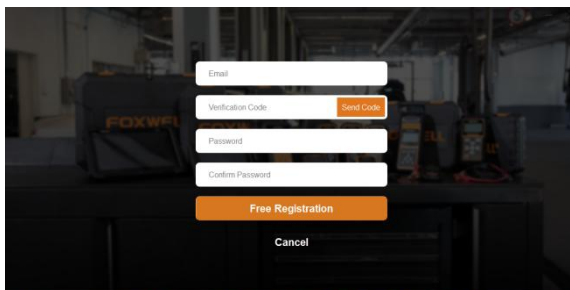 Email
Verification Code Send Code
FOXWELL
Password
Confirm Password
Free Registration
Cancel